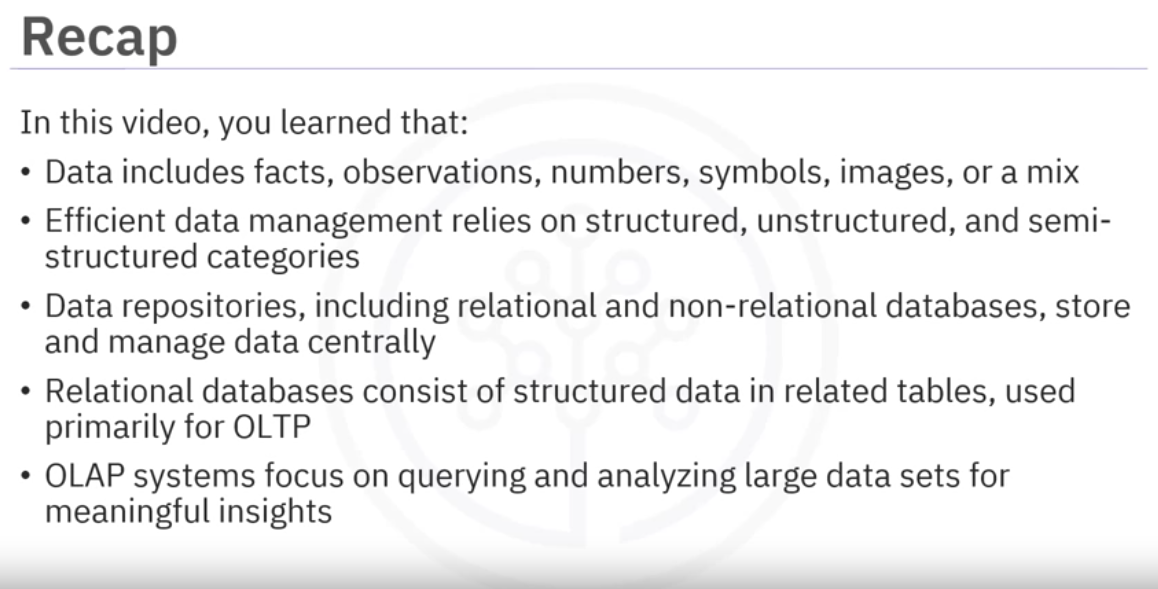 Recap
In this video, you learned that:
• Data includes facts, observations, numbers, symbols, images, or a mix
• Efficient data management relies on structured, unstructured, and semi-
structured categories
• Data repositories, including relational and non-relational databases, store
and manage data centrally
• Relational databases consist of structured data in related tables, used
primarily for OLTP
• OLAP systems focus on querying and analyzing large data sets for
meaningful insights